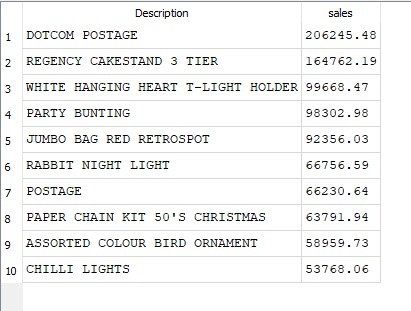 Description sales
1 DOTCOM POSTAGE 206245.48
2 REGENCY CAKESTAND 3 TIER 164762.19
3 WHITE HANGING HEART T-LIGHT HOLDER 99668.47
4 PARTY BUNTING 98302.98
5 JUMBO BAG RED RETROSPOT 92356.03
6 RABBIT NIGHT LIGHT 66756.59
7 POSTAGE 66230.64
8 PAPER CHAIN KIT 50'S CHRISTMAS 63791.94
9 ASSORTED COLOUR BIRD ORNAMENT 58959.73
10 CHILLI LIGHTS 53768.06